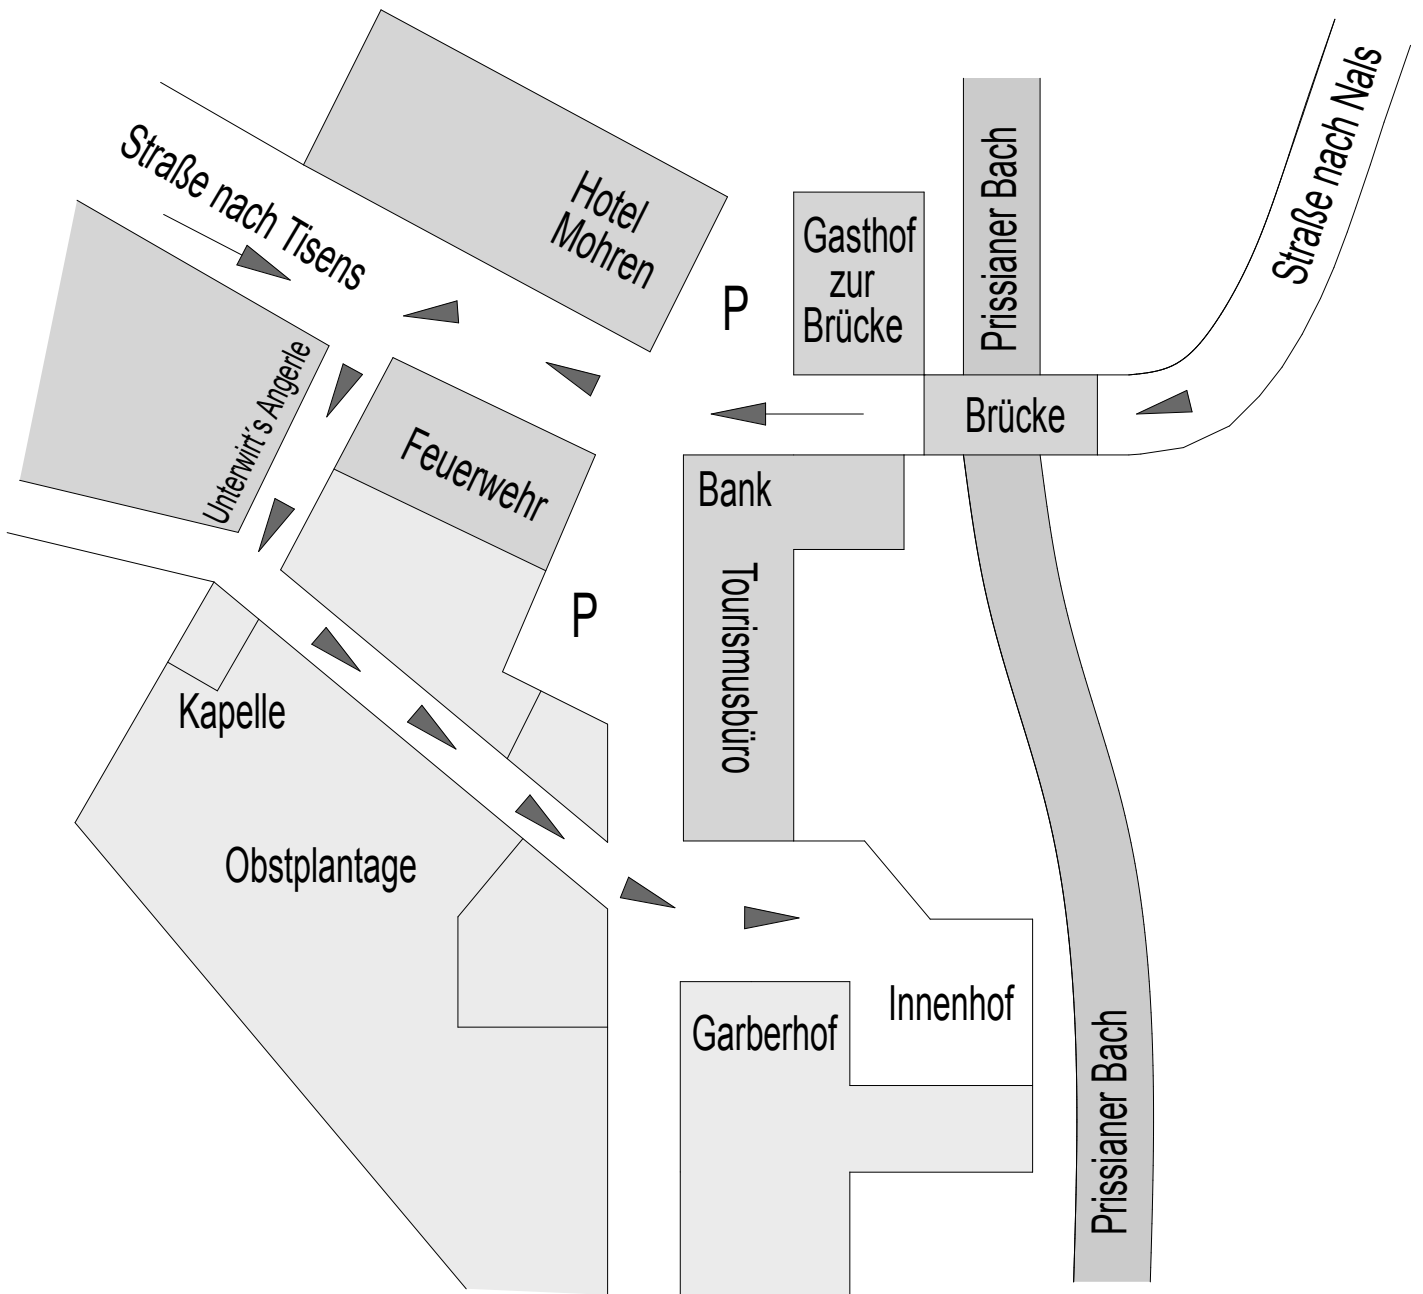 Straße nach Tisens
Hotel
Mohren
P
Gasthof
zur
Brücke
Prissianer Bach
Straße nach Nals
Brücke
Unterwirt´s Angerle
Feuerwehr
Bank
Tourismusbüro
P
Kapelle
Obstplantage
Garberhof
Innenhof
Prissianer Bach